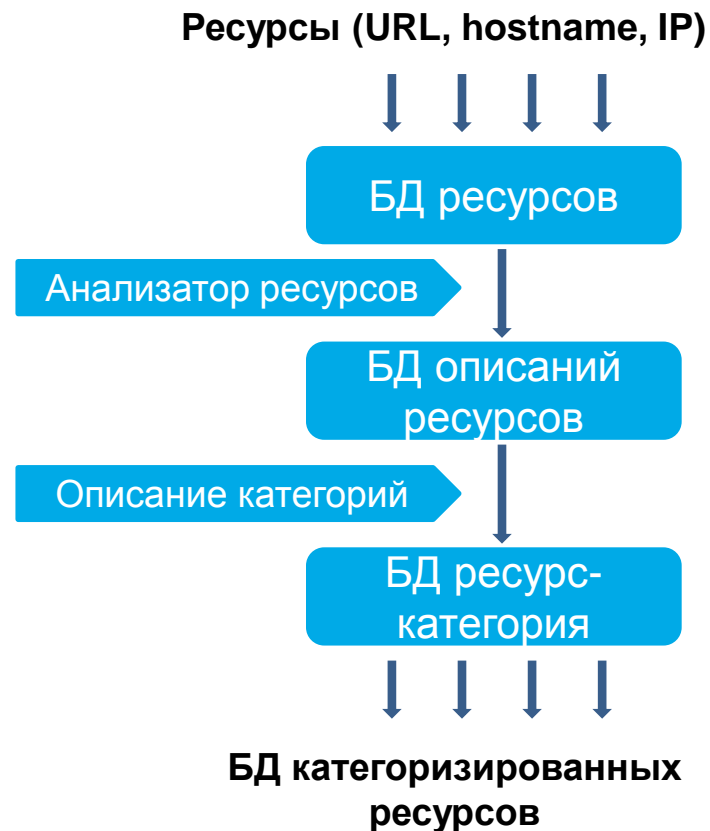 Ресурсы (URL, hostname, IP)
БД ресурсов
Анализатор ресурсов
БД описаний
ресурсов
Описание категорий
БД ресурс-
категория
БД категоризированных
ресурсов